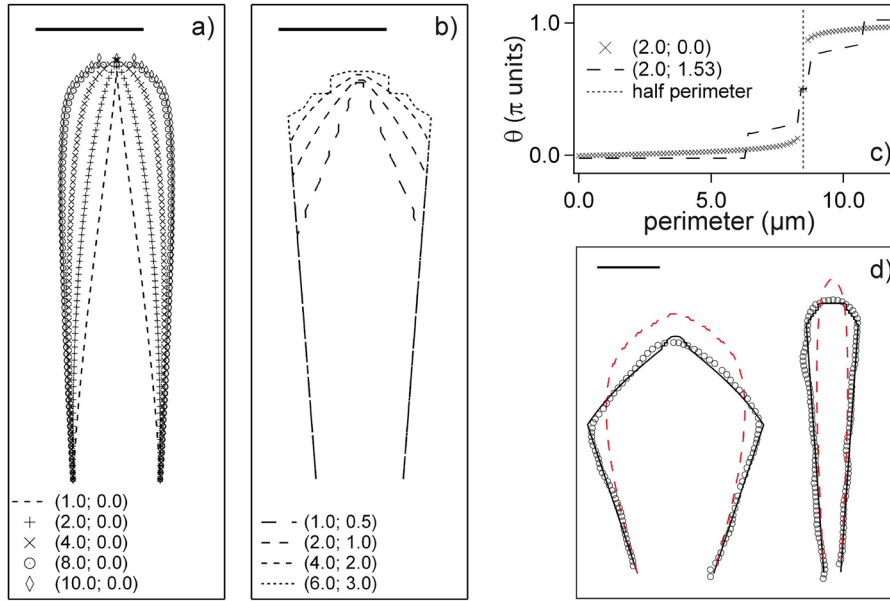 a)
(1.0; 0.0)
(2.0; 0.0)
(4.0; 0.0)
(8.0; 0.0)
(10.0; 0.0)
b)
(1.0; 0.5)
(2.0; 1.0)
(4.0; 2.0)
(6.0; 3.0)
θ (π units)
1.0
0.0
(2.0; 0.0)
(2.0; 1.53)
half perimeter
c)
0.0
5.0
10.0
perimeter (µm)
d)